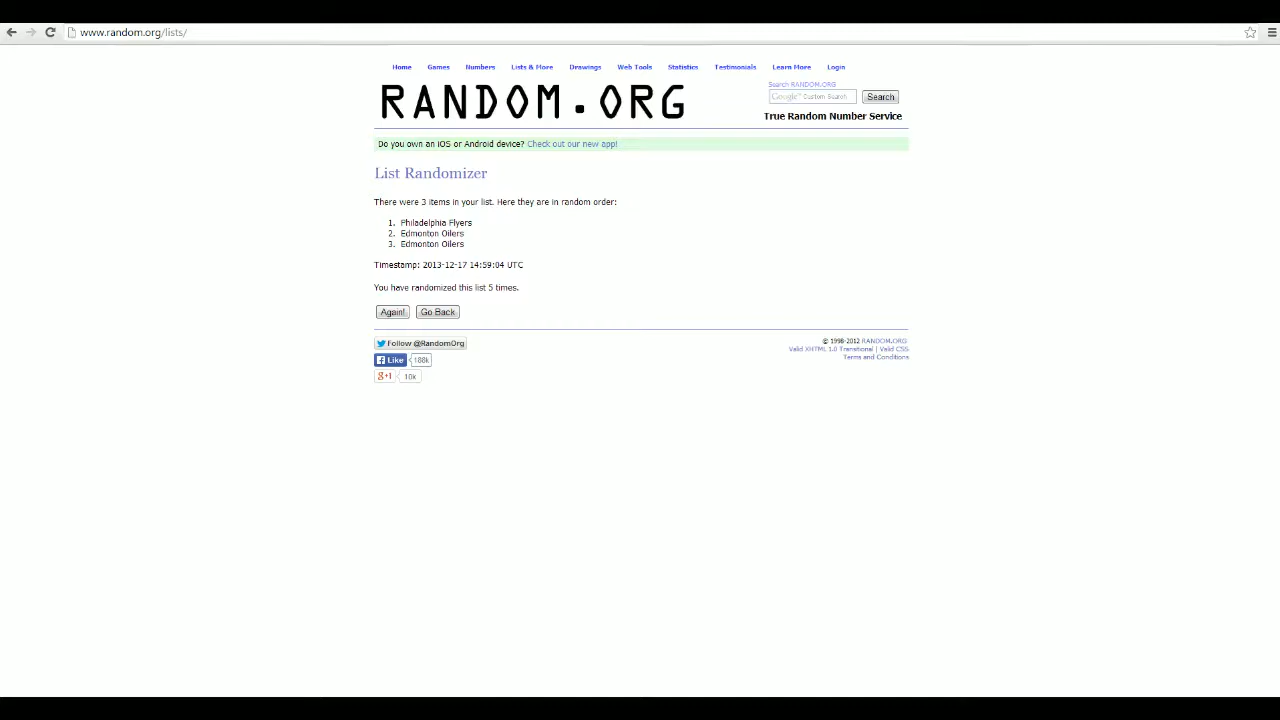 www.random.org/lists/
Home Games Numbers Lists & More Drawings Web Tools Statistics Testimonials Learn More Login
RANDOM.ORG
Search RANDOM.ORG
Google™ Custom Search Search
True Random Number Service
Do you own an iOS or Android device? Check out our new app!
List Randomizer
There were 3 items in your list. Here they are in random order:
1. Philadelphia Flyers
2. Edmonton Oilers
3. Edmonton Oilers
Timestamp: 2013-12-17 14:59:04 UTC
You have randomized this list 5 times.
Again! Go Back
Follow @RandomOrg
Like 188k
g+1 10k
© 1998-2012 RANDOM.ORG
Valid XHTML 1.0 Transitional | Valid CSS
Terms and Conditions